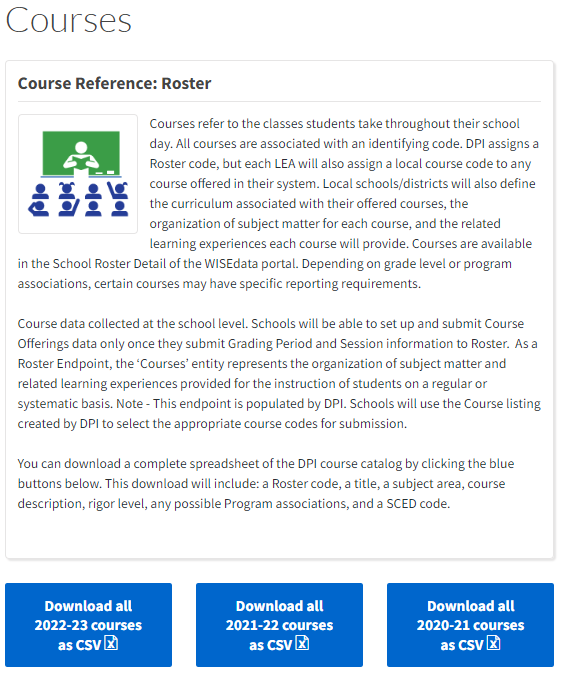 Courses
Course Reference: Roster
Courses refer to the classes students take throughout their school
day. All courses are associated with an identifying code. DPI assigns a
Roster code, but each LEA will also assign a local course code to any
course offered in their system. Local schools/districts will also define
the curriculum associated with their offered courses, the
organization of subject matter for each course, and the related
learning experiences each course will provide. Courses are available
in the School Roster Detail of the WISEdata portal. Depending on grade level or program
associations, certain courses may have specific reporting requirements.
Course data collected at the school level. Schools will be able to set up and submit Course
Offerings data only once they submit Grading Period and Session information to Roster. As a
Roster Endpoint, the ‘Courses’ entity represents the organization of subject matter and
related learning experiences provided for the instruction of students on a regular or
systematic basis. Note - This endpoint is populated by DPI. Schools will use the Course listing
created by DPI to select the appropriate course codes for submission.
You can download a complete spreadsheet of the DPI course catalog by clicking the blue
buttons below. This download will include: a Roster code, a title, a subject area, course
description, rigor level, any possible Program associations, and a SCED code.
Download all
2022-23 courses
as CSV
Download all
2021-22 courses
as CSV
Download all
2020-21 courses
as CSV